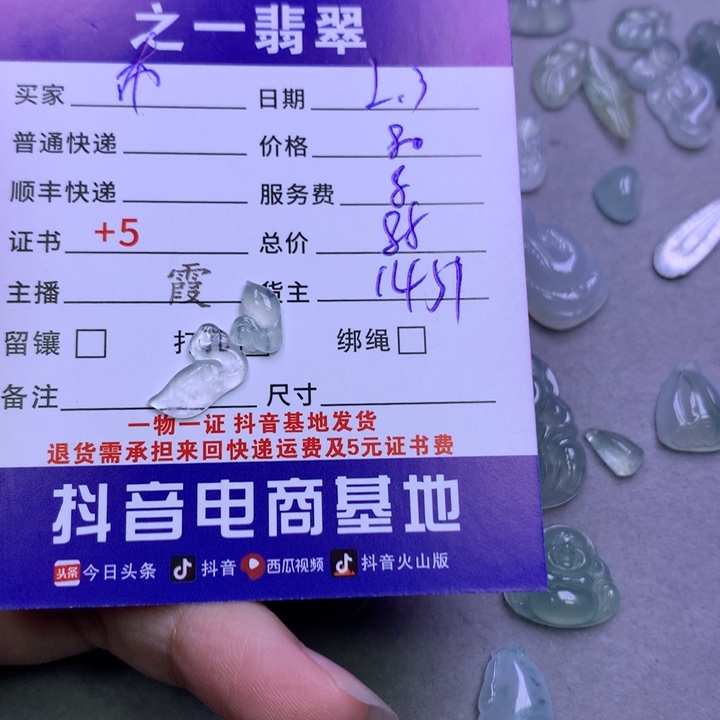 之一翡翠
买家 日期
普通快递 价格 80
顺丰快递 服务费 8
证书 +5 总价 88
主播 霞 货主 1451
留镶 打孔 绑绳
备注 尺寸
一物一证 抖音基地发货
退货需承担来回快递运费及5元证书费
抖音电商基地
头条 今日头条 抖音 西瓜视频 抖音火山版